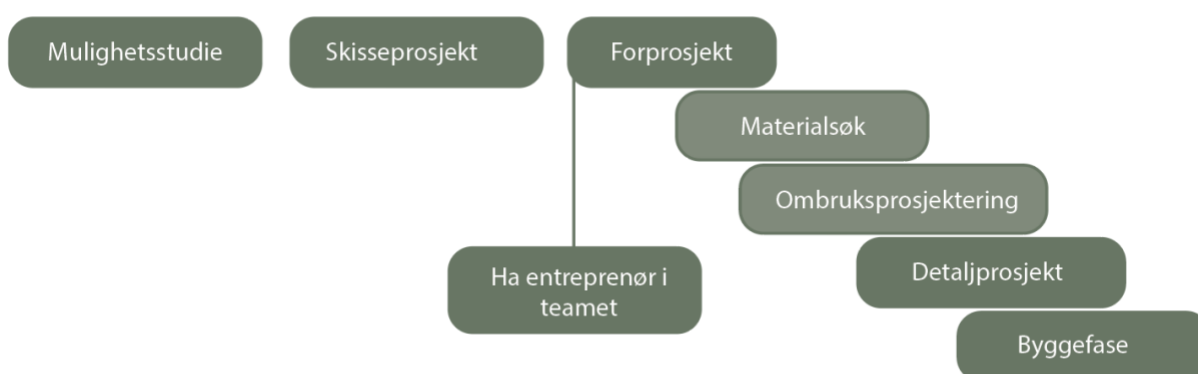 Mulighetsstudie
Skisseprosjekt
Forprosjekt
Materialsøk
Ombruksprosjektering
Ha entreprenør i
teamet
Detaljprosjekt
Byggefase